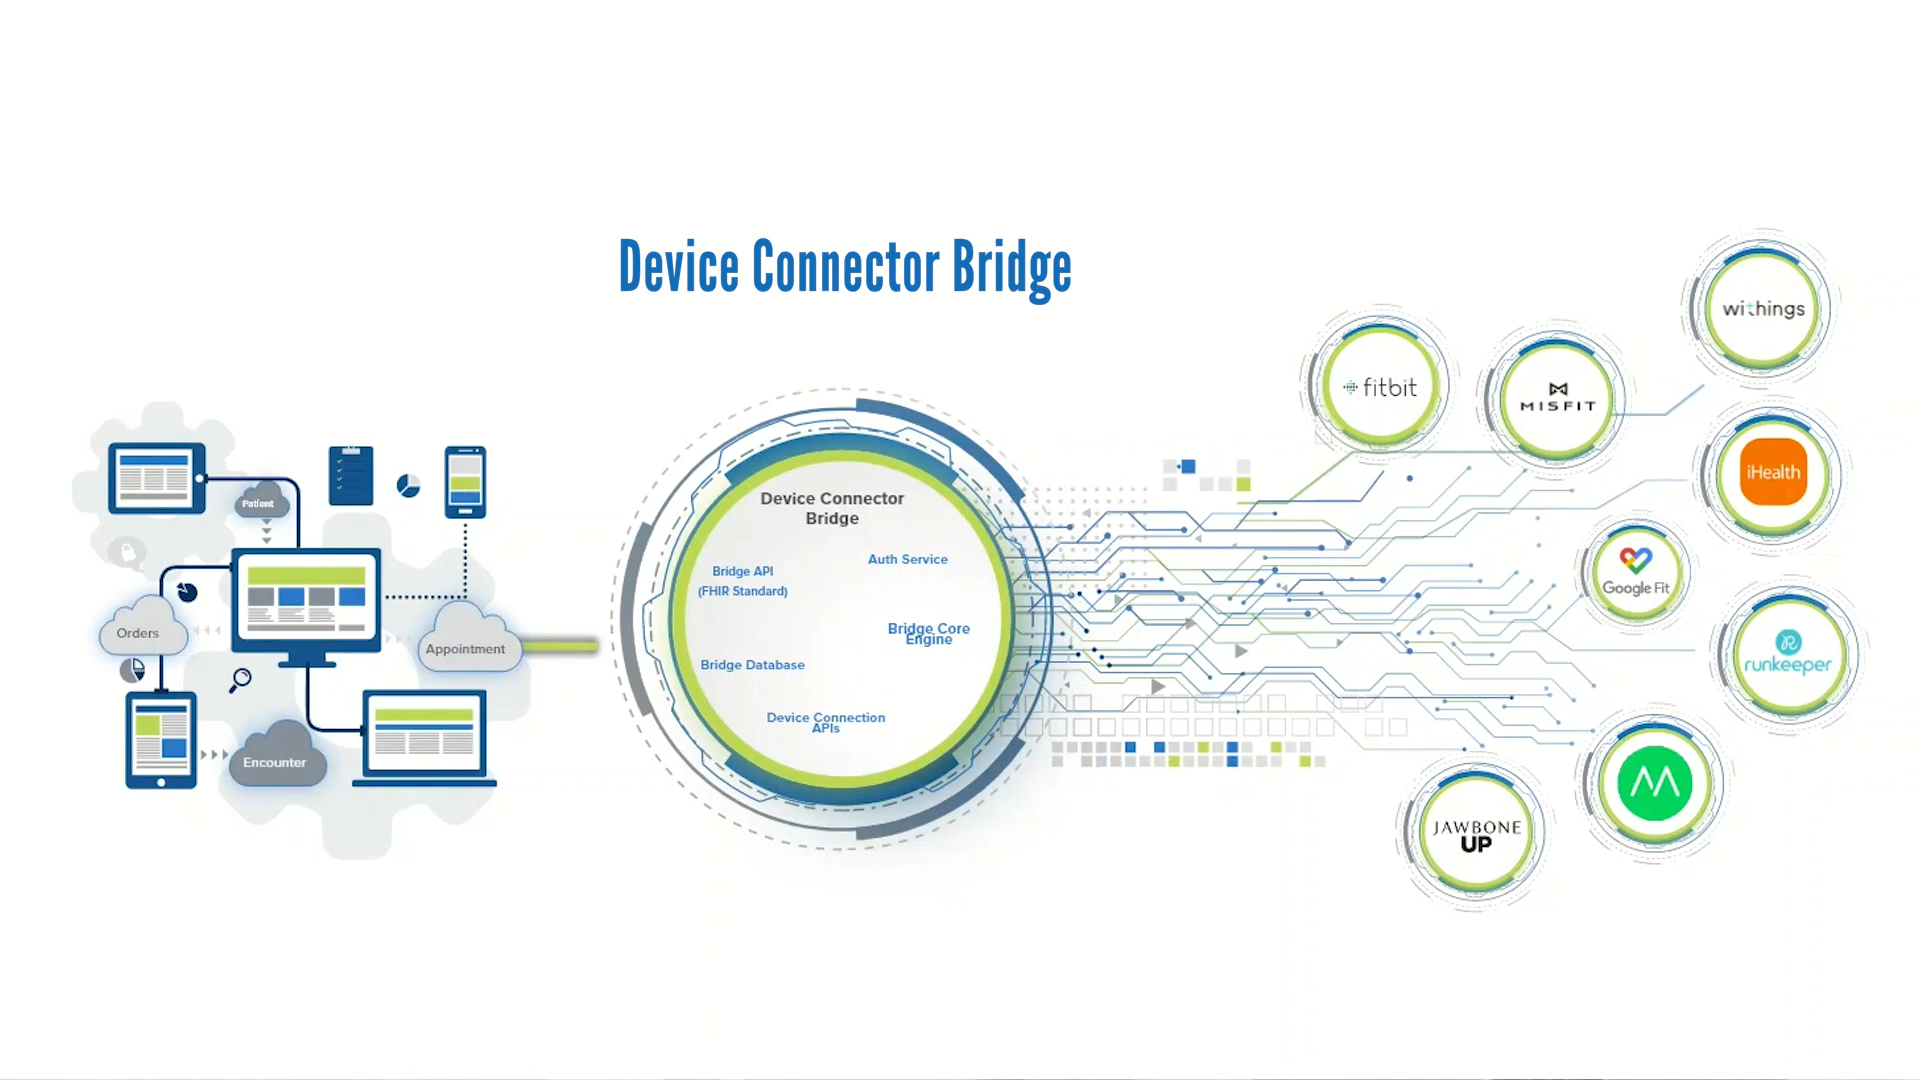 Device Connector Bridge
Patient
Orders
Appointment
Encounter
Device Connector
Bridge
Auth Service
Bridge API
(FHIR Standard)
Bridge Core
Engine
Bridge Database
Device Connection
APIs
withings
fitbit
MISFIT
iHealth
Google Fit
runkeeper
JAWBONE
UP